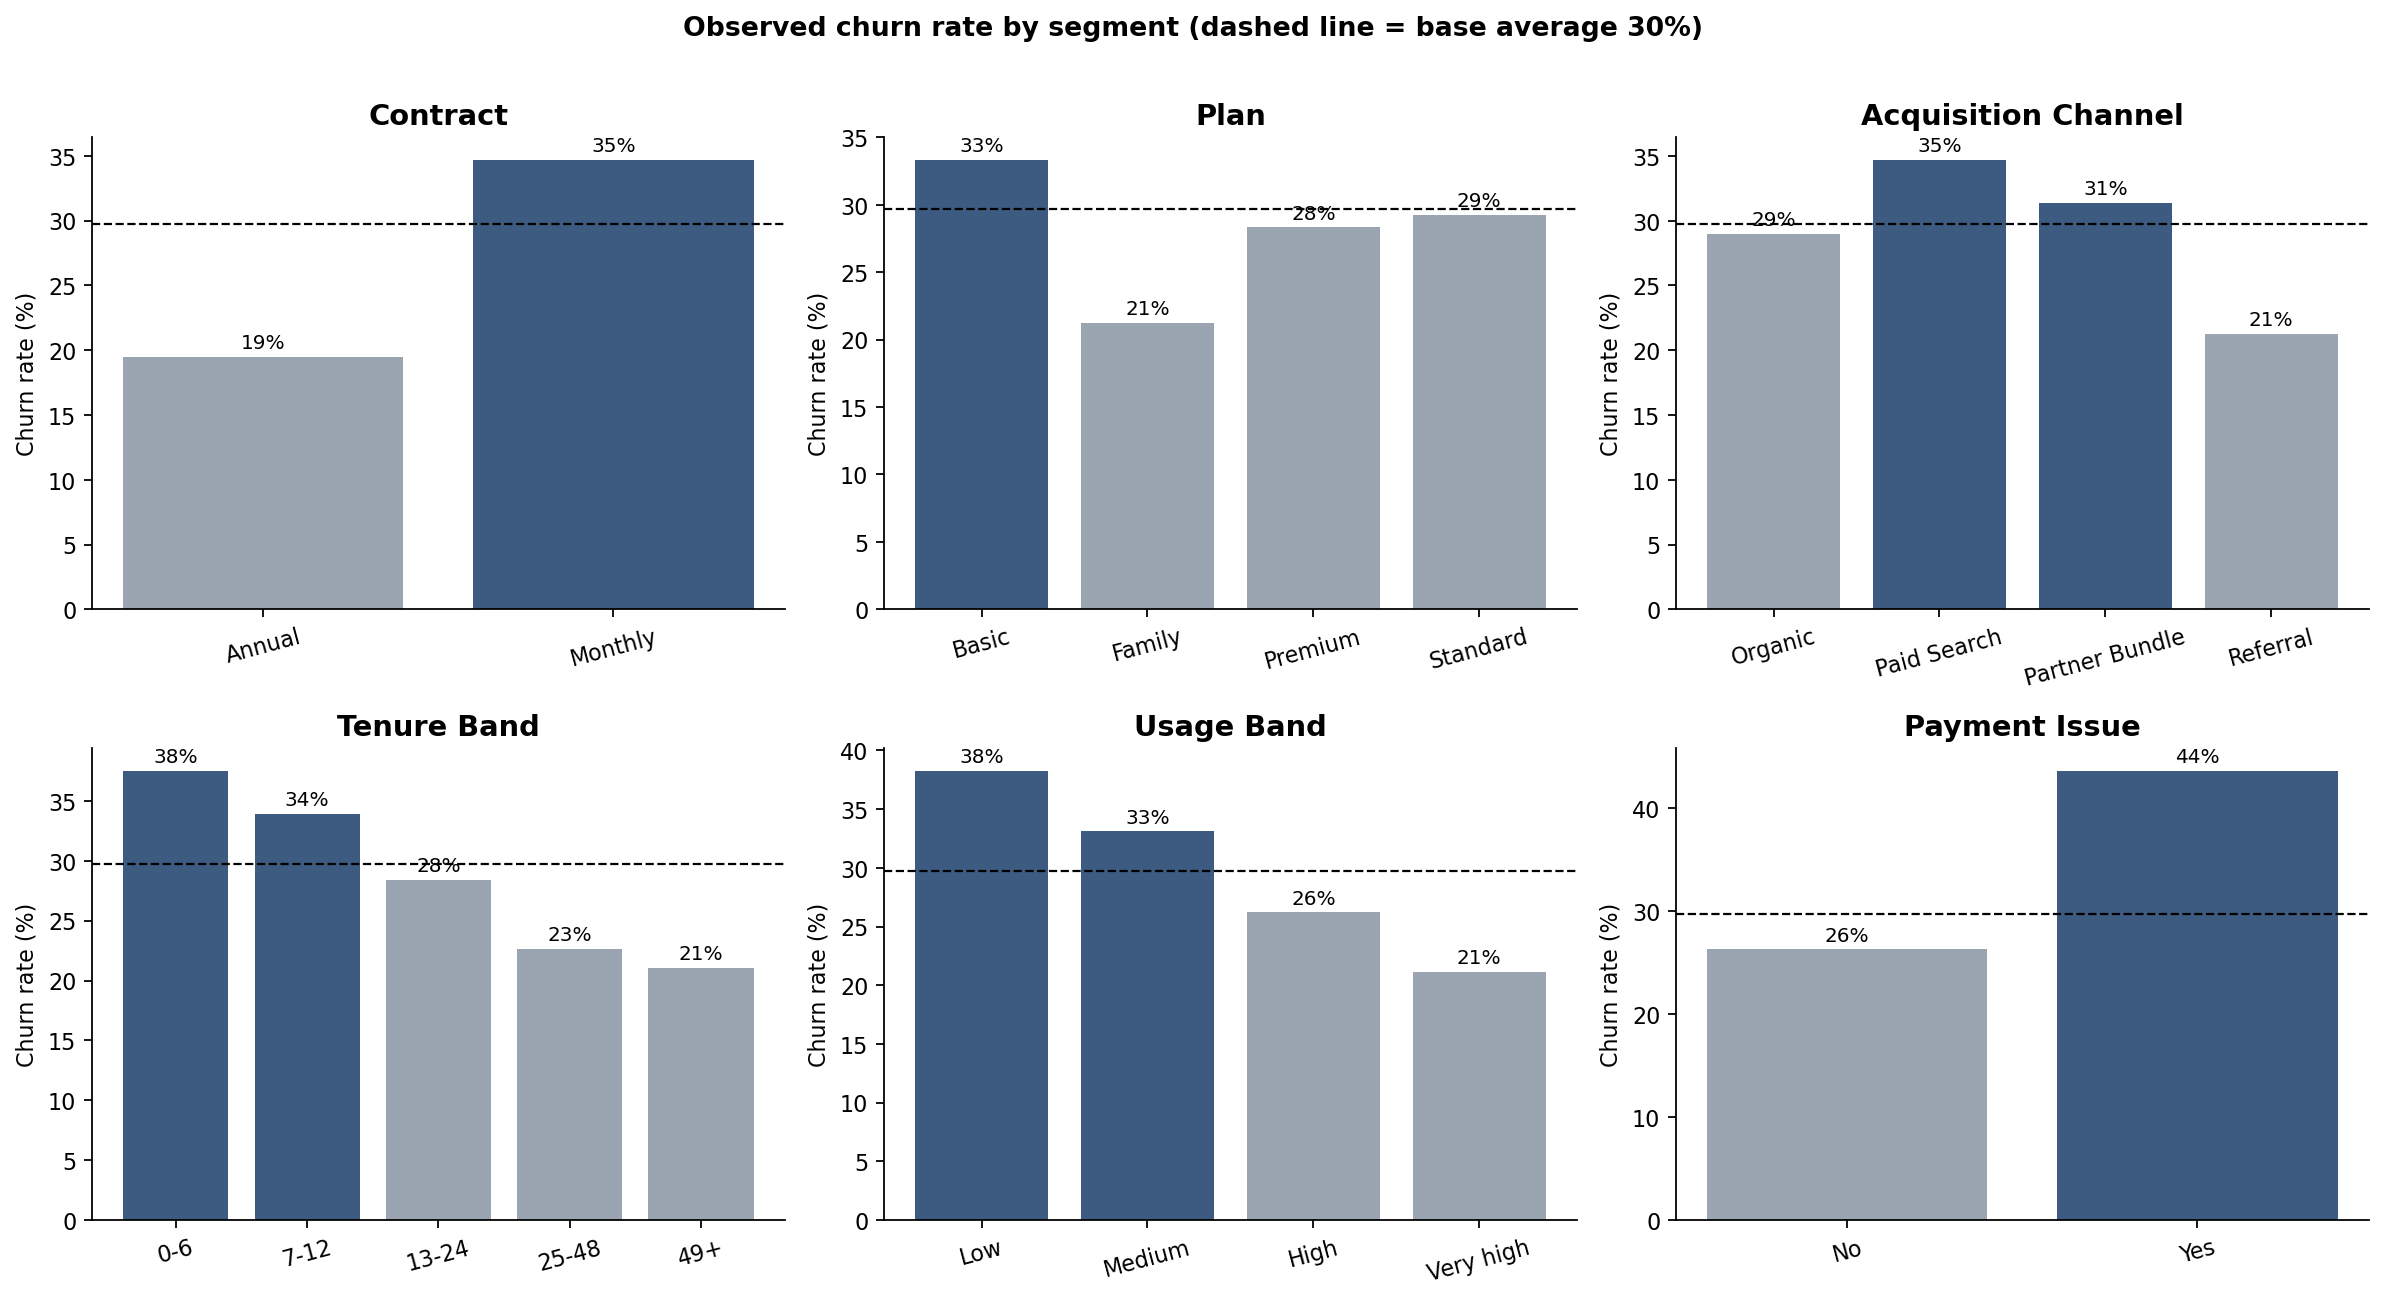 Observed churn rate by segment (dashed line = base average 30%)
Contract
Churn rate (%)
35
30
25
20
15
10
5
0
19%
35%
Annual
Monthly
Plan
Churn rate (%)
35
30
25
20
15
10
5
0
33%
21%
28%
29%
Basic
Family
Premium
Standard
Acquisition Channel
Churn rate (%)
35
30
25
20
15
10
5
0
29%
35%
31%
21%
Organic
Paid Search
Partner Bundle
Referral
Tenure Band
Churn rate (%)
35
30
25
20
15
10
5
0
38%
34%
28%
23%
21%
0-6
7-12
13-24
25-48
49+
Usage Band
Churn rate (%)
40
35
30
25
20
15
10
5
0
38%
33%
26%
21%
Low
Medium
High
Very high
Payment Issue
Churn rate (%)
40
30
20
10
0
26%
44%
No
Yes